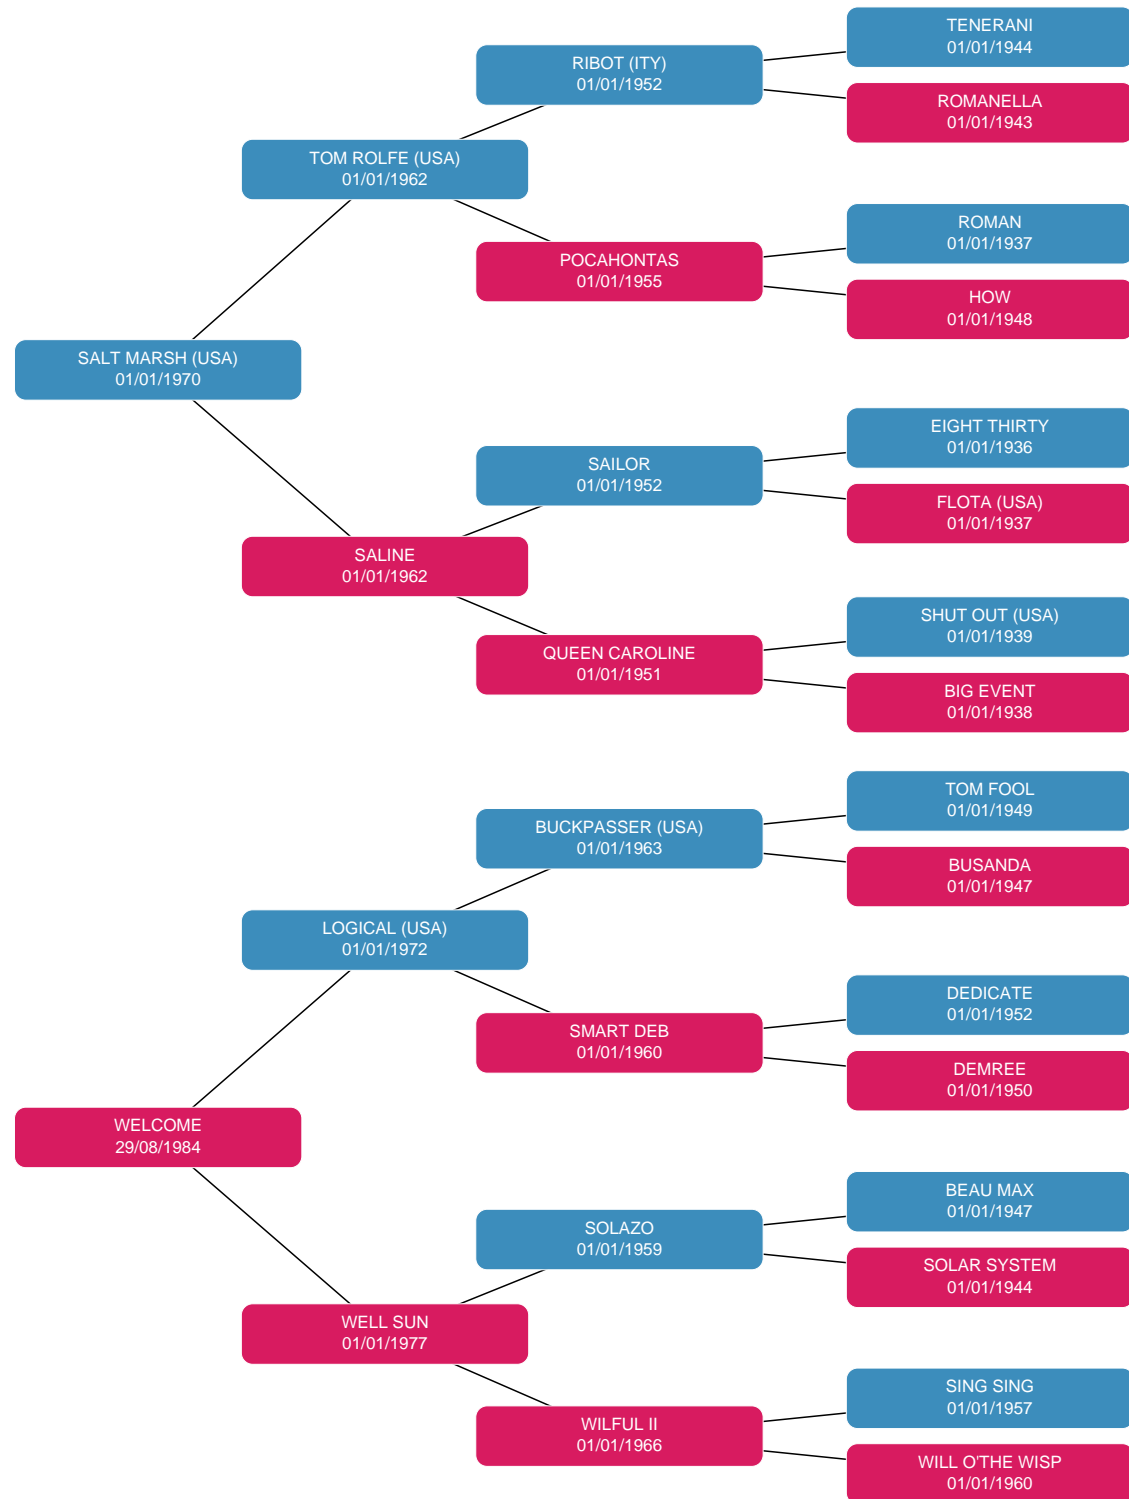 TENERANI
01/01/1944
RIBOT (ITY)
01/01/1952
ROMANELLA
01/01/1943
TOM ROLFE (USA)
01/01/1962
ROMAN
01/01/1937
POCAHONTAS
01/01/1955
HOW
01/01/1948
SALT MARSH (USA)
01/01/1970
EIGHT THIRTY
01/01/1936
SAILOR
01/01/1952
FLOTA (USA)
01/01/1937
SALINE
01/01/1962
SHUT OUT (USA)
01/01/1939
QUEEN CAROLINE
01/01/1951
BIG EVENT
01/01/1938
TOM FOOL
01/01/1949
BUCKPASSER (USA)
01/01/1963
BUSANDA
01/01/1947
LOGICAL (USA)
01/01/1972
DEDICATE
01/01/1952
SMART DEB
01/01/1960
DEMREE
01/01/1950
WELCOME
29/08/1984
BEAU MAX
01/01/1947
SOLAZO
01/01/1959
SOLAR SYSTEM
01/01/1944
WELL SUN
01/01/1977
SING SING
01/01/1957
WILFUL II
01/01/1966
WILL O'THE WISP
01/01/1960